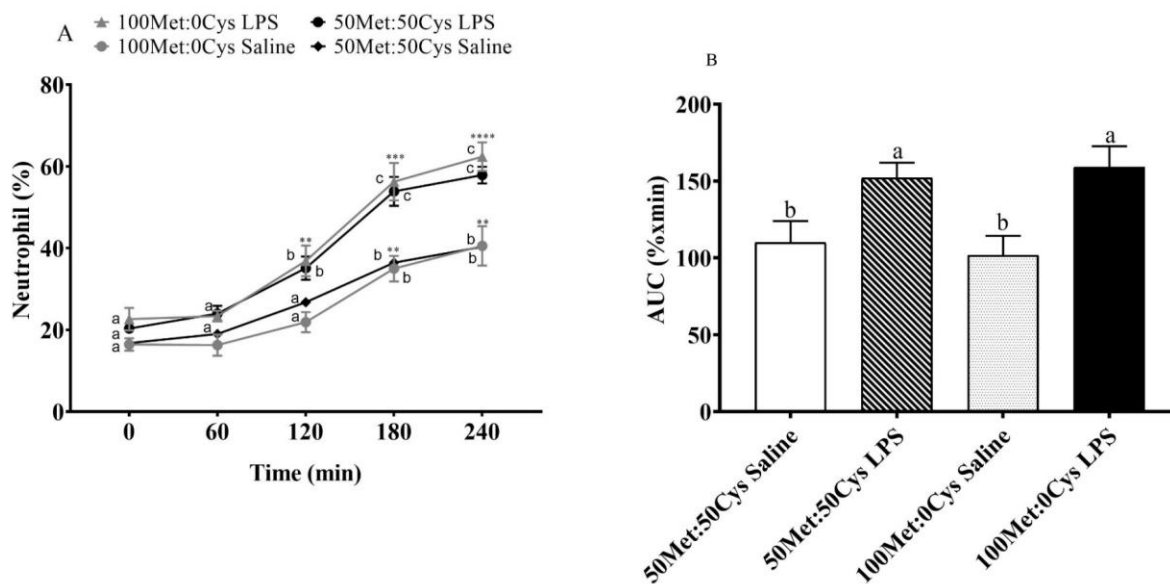 A
100Met:0Cys LPS
50Met:50Cys LPS
100Met:0Cys Saline
50Met:50Cys Saline
Neutrophil (%)
80
60
40
20
0
a
a
a
a
a
**
b
b
a
a
***
c
c
**
b
b
****
c
c
**
b
b
0 60 120 180 240
Time (min)
B
AUC (%xmin)
200
150
100
50
0
b
a
b
a
50Met:50Cys Saline
50Met:50Cys LPS
100Met:0Cys Saline
100Met:0Cys LPS